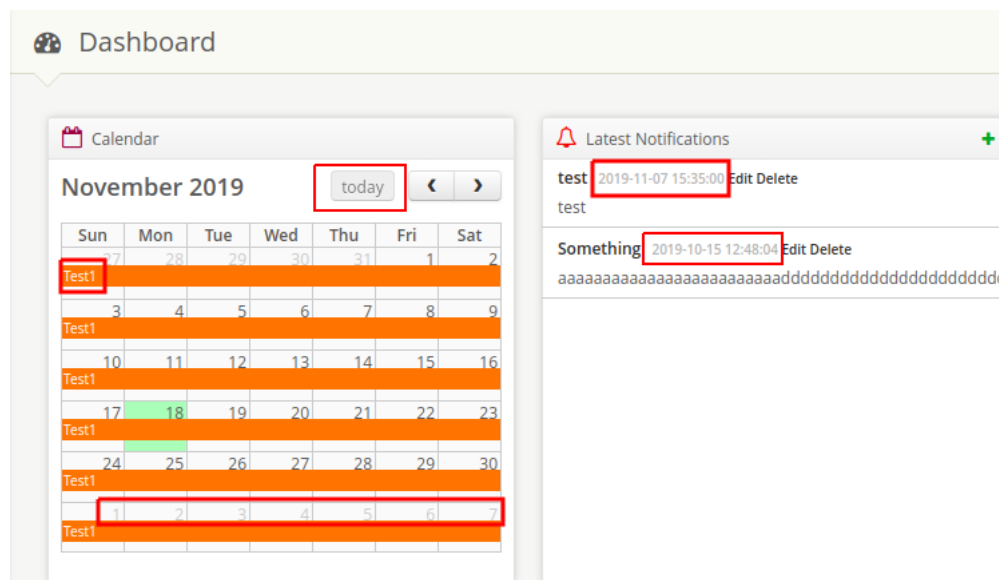 Dashboard
Calendar
November 2019
today
Sun Mon Tue Wed Thu Fri Sat
27 28 29 30 31 1 2
Test1
3 4 5 6 7 8 9
Test1
10 11 12 13 14 15 16
Test1
17 18 19 20 21 22 23
Test1
24 25 26 27 28 29 30
Test1
1 2 3 4 5 6 7
Test1
Latest Notifications
test 2019-11-07 15:35:00 Edit Delete
test
Something 2019-10-15 12:48:04 Edit Delete